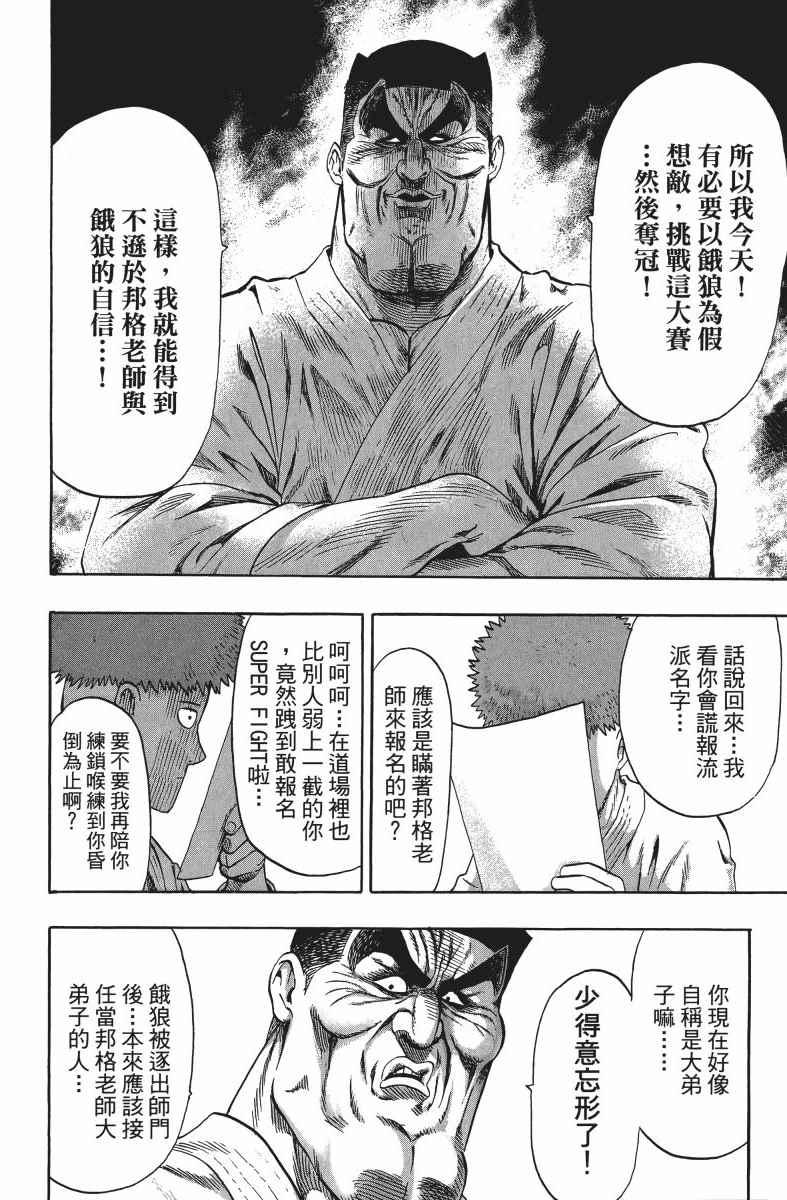 所以我今天！
有必要以餓狼為假
想敵，挑戰這大賽
…然後奪冠！
這樣，我就能得到
不遜於邦格老師與
餓狼的自信…！
話說回來…我
看你會謊報流
派名字…
應該是瞞著邦格老
師來報名的吧？
呵呵呵…在道場裡也
比別人弱上一截的你
，竟然跩到敢報名
SUPER FIGHT啦…
要不要我再陪你
練鎖喉練到你昏
倒為止啊？
你現在好像
自稱是大弟
子嘛……
少得意忘形了！
餓狼被逐出師門
後…本來應該接
任當邦格老師大
弟子的人…